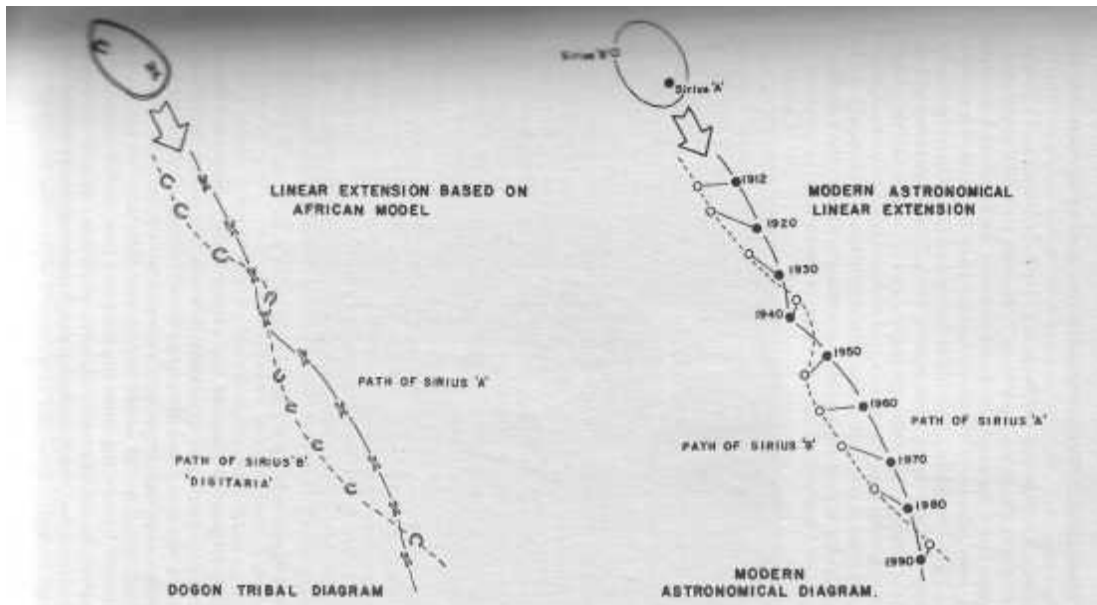 LINEAR EXTENSION BASED ON
AFRICAN MODEL
PATH OF SIRIUS 'A'
PATH OF SIRIUS 'B'
'DIGITARIA'
DOGON TRIBAL DIAGRAM
Sirius 'B'
Sirius 'A'
1912
MODERN ASTRONOMICAL
LINEAR EXTENSION
1920
1930
1940
1950
1960
PATH OF SIRIUS 'A'
PATH OF SIRIUS 'B'
1970
1980
1990
MODERN
ASTRONOMICAL DIAGRAM.